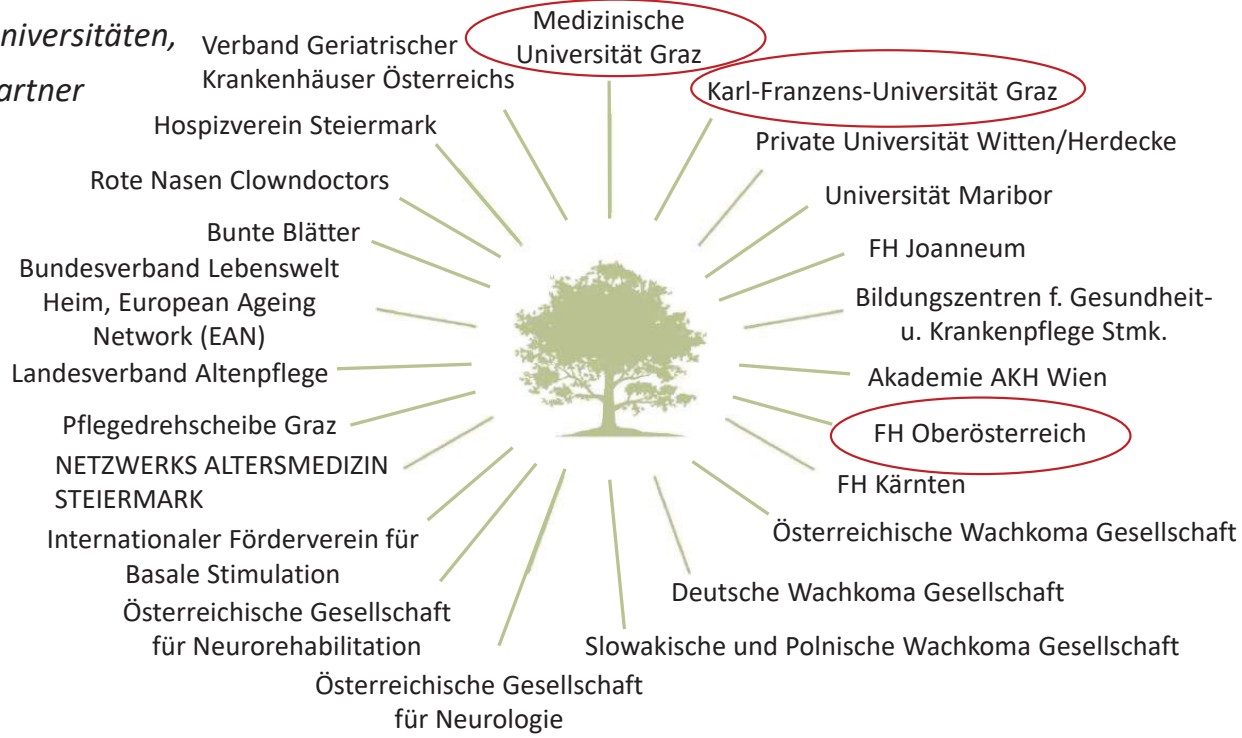 niversitäten,
artner
Medizinische
Universität Graz
Karl-Franzens-Universität Graz
Private Universität Witten/Herdecke
Universität Maribor
FH Joanneum
Bildungszentren f. Gesundheit-
u. Krankenpflege Stmk.
Akademie AKH Wien
FH Oberösterreich
FH Kärnten
Österreichische Wachkoma Gesellschaft
Deutsche Wachkoma Gesellschaft
Slowakische und Polnische Wachkoma Gesellschaft
Österreichische Gesellschaft
für Neurologie
Österreichische Gesellschaft
für Neurorehabilitation
Internationaler Förderverein für
Basale Stimulation
NETZWERKS ALTERSMEDIZIN
STEIERMARK
Pflegedrehscheibe Graz
Landesverband Altenpflege
Bundesverband Lebenswelt
Heim, European Ageing
Network (EAN)
Bunte Blätter
Rote Nasen Clowndoctors
Hospizverein Steiermark
Verband Geriatrischer
Krankenhäuser Österreichs